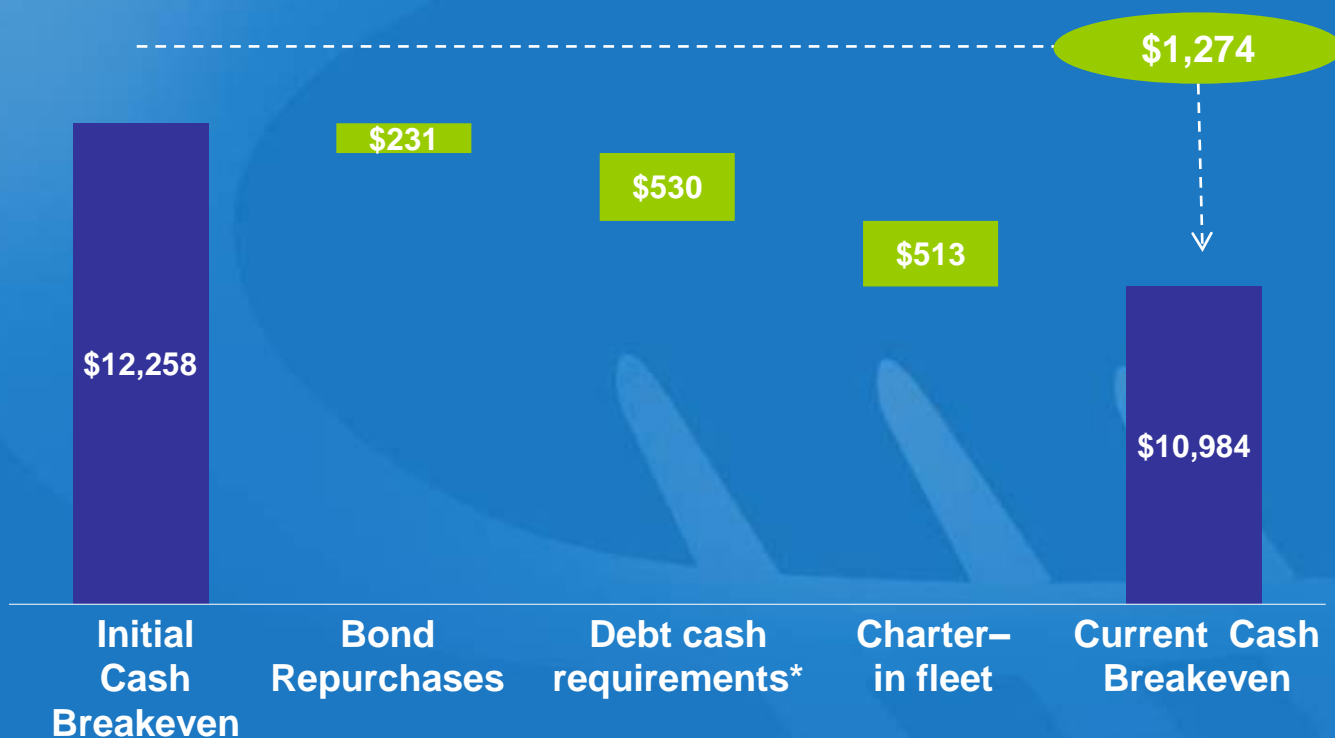 $1,274
$231
$530
$513
$12,258
$10,984
Initial
Cash
Breakeven
Bond
Repurchases
Debt cash
requirements*
Charter–
in fleet
Current Cash
Breakeven